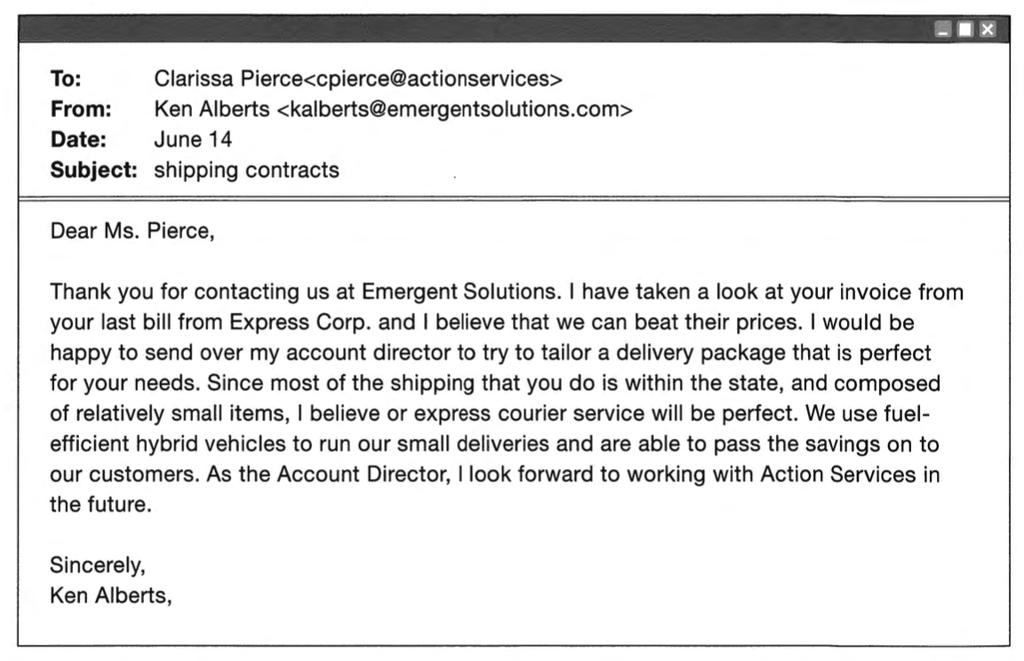 To: Clarissa Pierce<cpierce@actionservices>
From: Ken Alberts <kalberts@emergentsolutions.com>
Date: June 14
Subject: shipping contracts
Dear Ms. Pierce,
Thank you for contacting us at Emergent Solutions. I have taken a look at your invoice from
your last bill from Express Corp. and I believe that we can beat their prices. I would be
happy to send over my account director to try to tailor a delivery package that is perfect
for your needs. Since most of the shipping that you do is within the state, and composed
of relatively small items, I believe or express courier service will be perfect. We use fuel-
efficient hybrid vehicles to run our small deliveries and are able to pass the savings on to
our customers. As the Account Director, I look forward to working with Action Services in
the future.
Sincerely,
Ken Alberts,